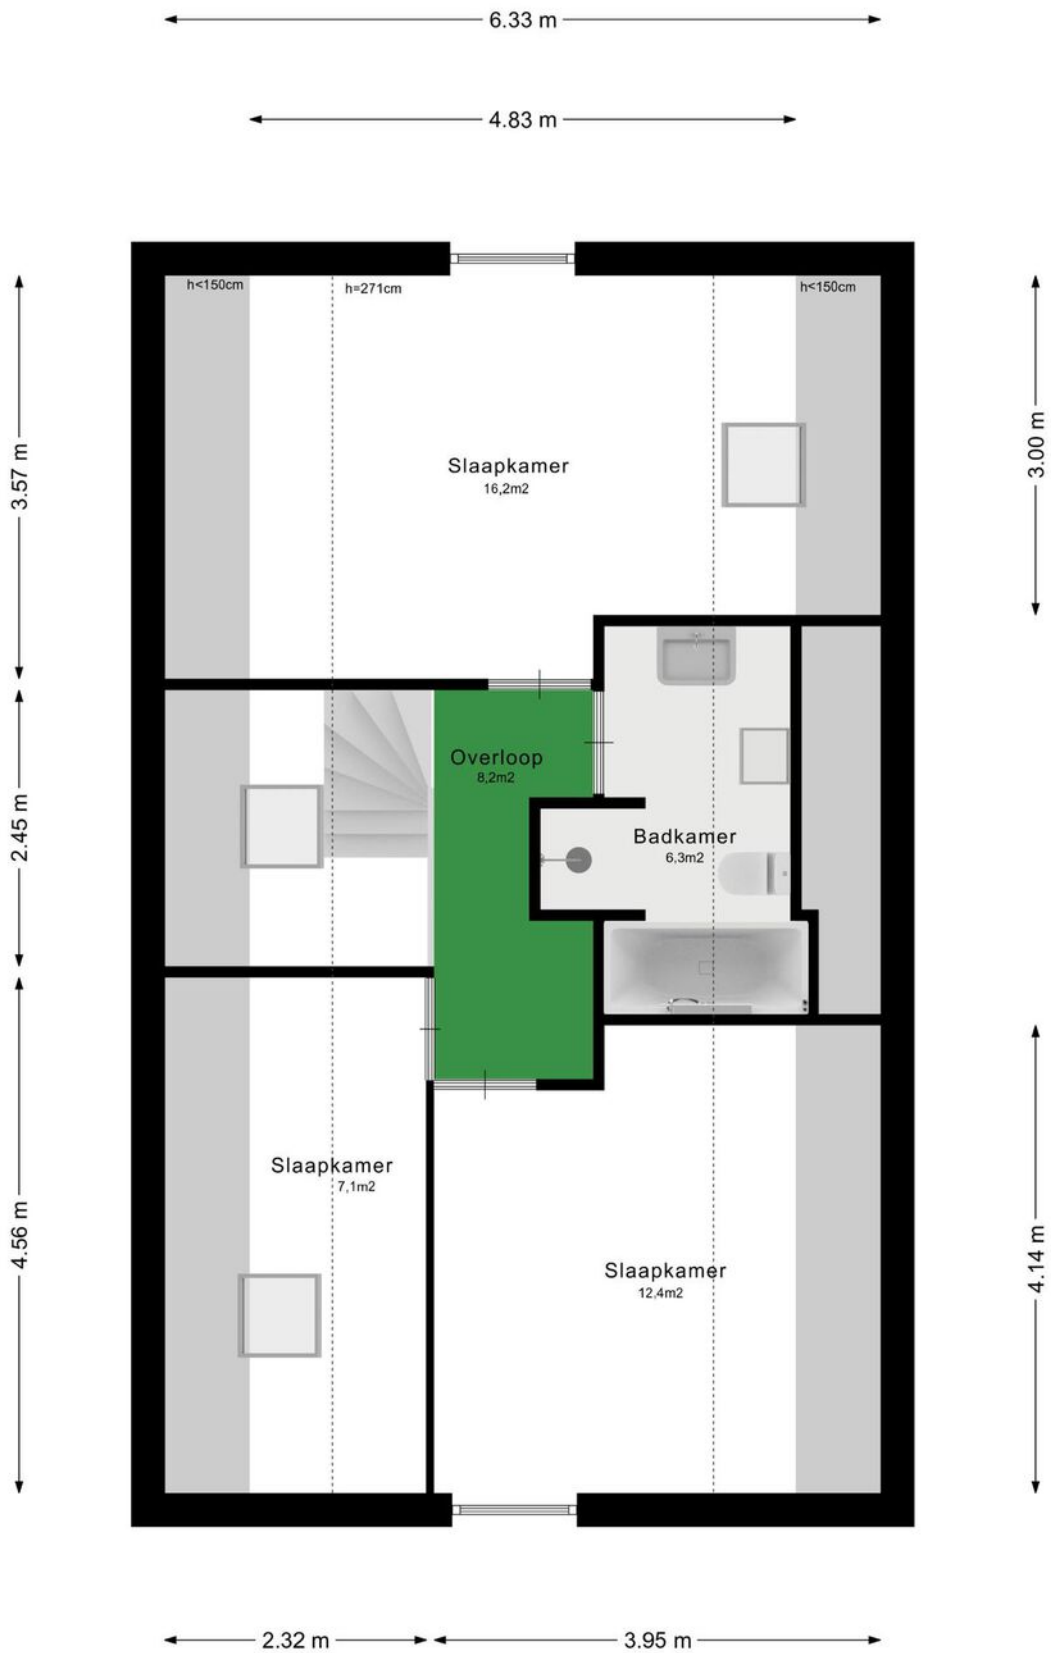 6.33 m
4.83 m
h<150cm
h=271cm
h<150cm
3.57 m
3.00 m
Slaapkamer
16,2m2
Overloop
8,2m2
2.45 m
Badkamer
6,3m2
Slaapkamer
7,1m2
4.56 m
4.14 m
Slaapkamer
12,4m2
2.32 m
3.95 m